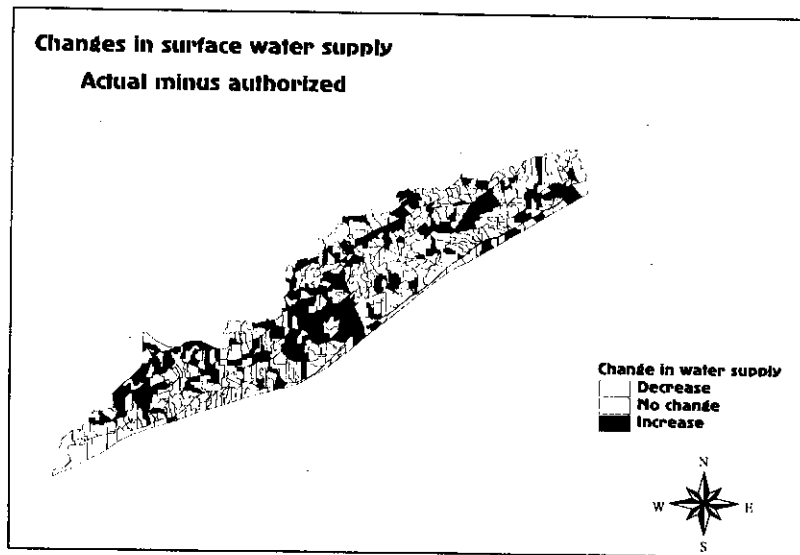 Changes in surface water supply
Actual minus authorized
Change in water supply
Decrease
No change
Increase
N
W E
S